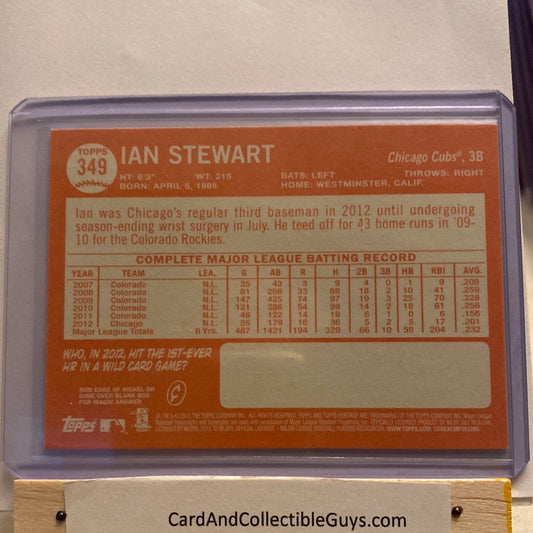 TOPPS
349
IAN STEWART
Chicago Cubs®, 3B
HT: 6'3" WT: 215 BATS: LEFT THROWS: RIGHT
BORN: APRIL 5, 1985 HOME: WESTMINSTER, CALIF.
Ian was Chicago's regular third baseman in 2012 until undergoing
season-ending wrist surgery in July. He teed off for 43 home runs in '09-
10 for the Colorado Rockies.
COMPLETE MAJOR LEAGUE BATTING RECORD
YEAR TEAM LEA. G AB R H 2B 3B HR RBI AVG.
2007 Colorado N.L. 35 43 3 9 4 0 1 9 .209
2008 Colorado N.L. 81 266 33 69 18 2 10 41 .259
2009 Colorado N.L. 147 425 74 97 19 3 25 70 .228
2010 Colorado N.L. 121 386 54 99 14 2 18 61 .256
2011 Colorado N.L. 48 122 14 19 6 1 0 6 .156
2012 Chicago N.L. 55 179 16 36 5 2 5 17 .201
Major League Totals 6 Yrs. 487 1421 194 329 66 10 59 204 .232
WHO, IN 2012, HIT THE 1ST-EVER
HR IN A WILD CARD GAME?
RUB EDGE OF NICKEL OR
DIME OVER BLANK BOX
FOR MAGIC ANSWER
Topps
CardAndCollectibleGuys.com